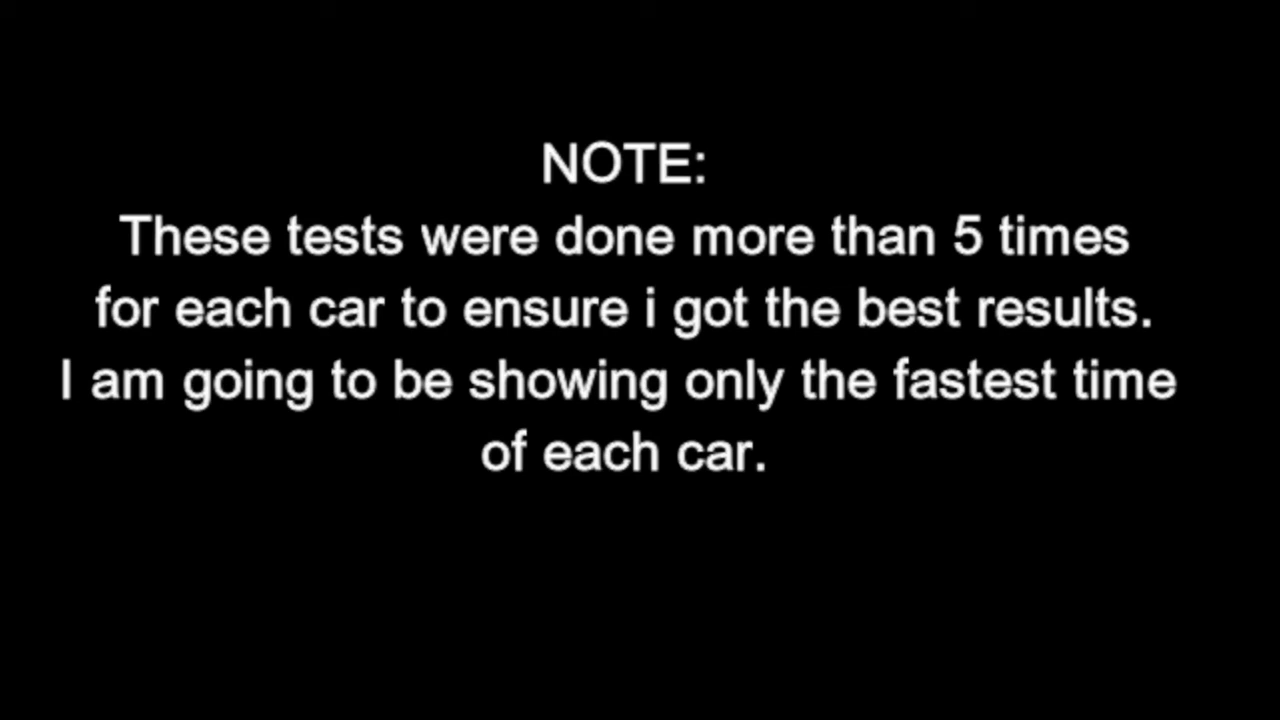 NOTE:
These tests were done more than 5 times
for each car to ensure i got the best results.
I am going to be showing only the fastest time
of each car.